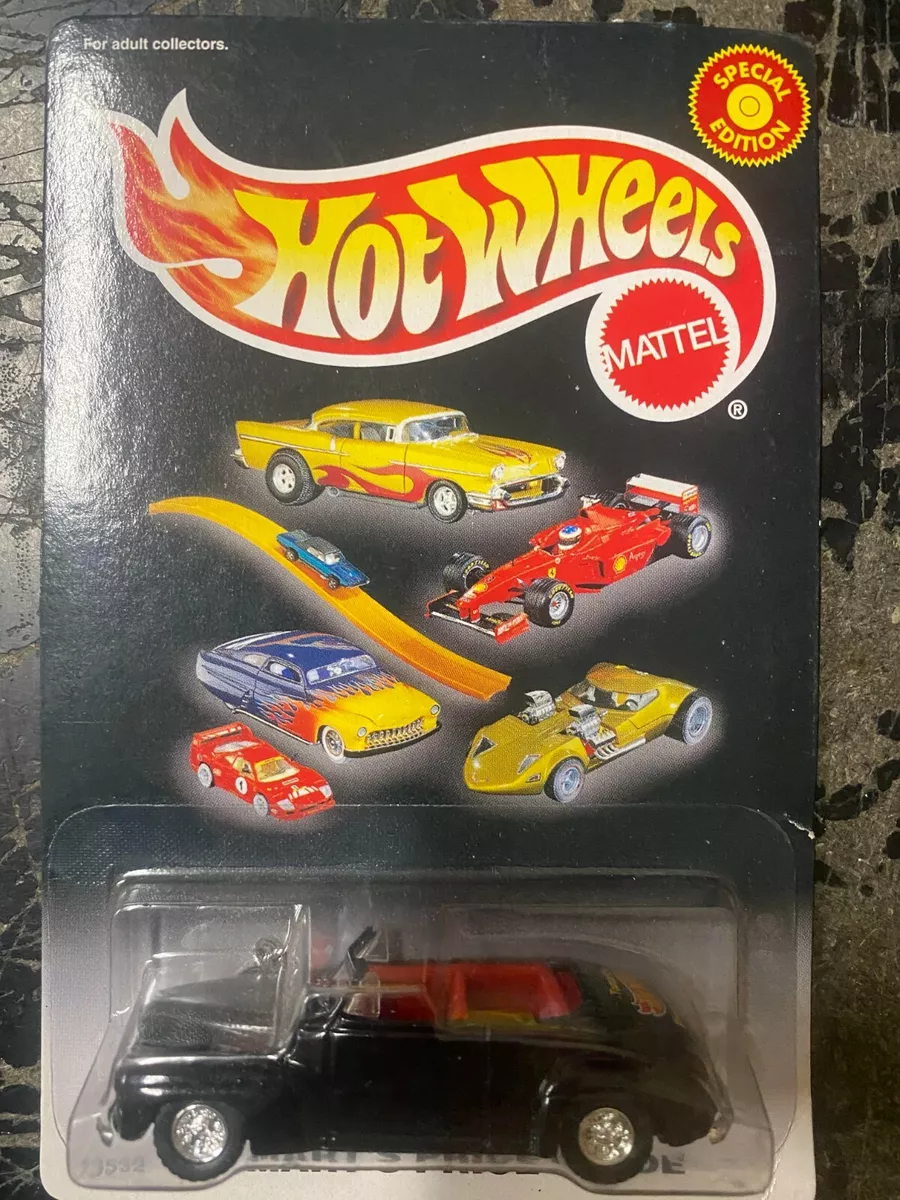 For adult collectors.
SPECIAL
EDITION
HOT WHEELS
MATTEL
®